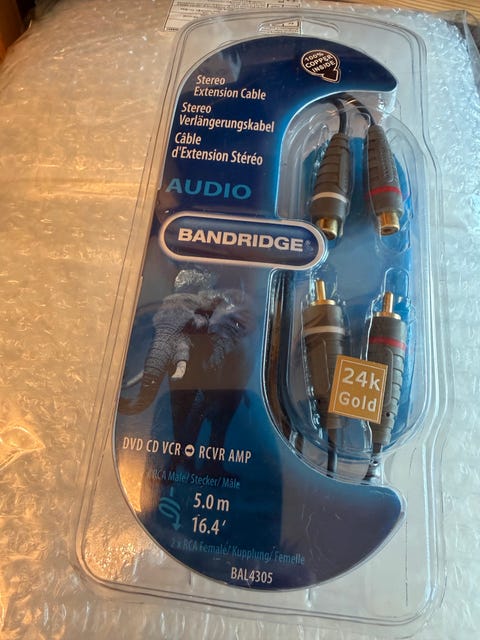 100%
COPPER
INSIDE
Stereo
Extension Cable
Stereo
Verlängerungskabel
Câble
d'Extension Stéréo
AUDIO
BANDRIDGE®
24k
Gold
DVD CD VCR RCVR AMP
RCA Male/ Stecker/ Mâle
5.0 m
16.4'
2 x RCA Female/ Kupplung/ Femelle
BAL4305